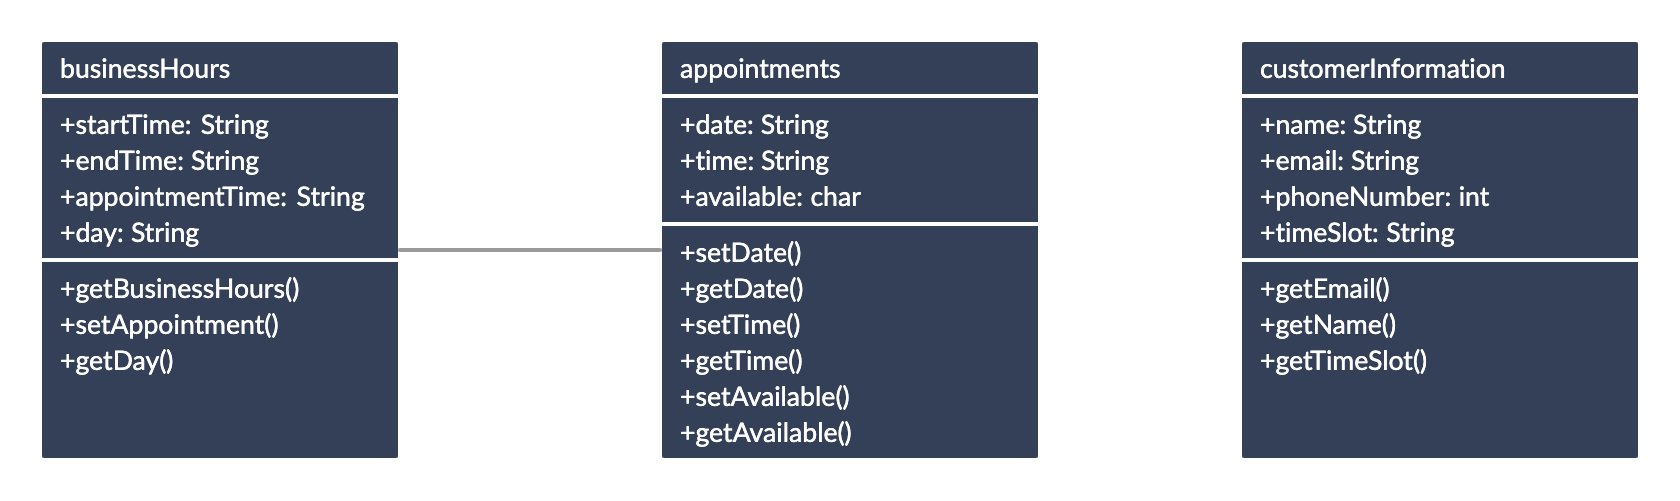 businessHours
+startTime: String
+endTime: String
+appointmentTime: String
+day: String
+getBusinessHours()
+setAppointment()
+getDay()
appointments
+date: String
+time: String
+available: char
+setDate()
+getDate()
+setTime()
+getTime()
+setAvailable()
+getAvailable()
customerInformation
+name: String
+email: String
+phoneNumber: int
+timeSlot: String
+getEmail()
+getName()
+getTimeSlot()